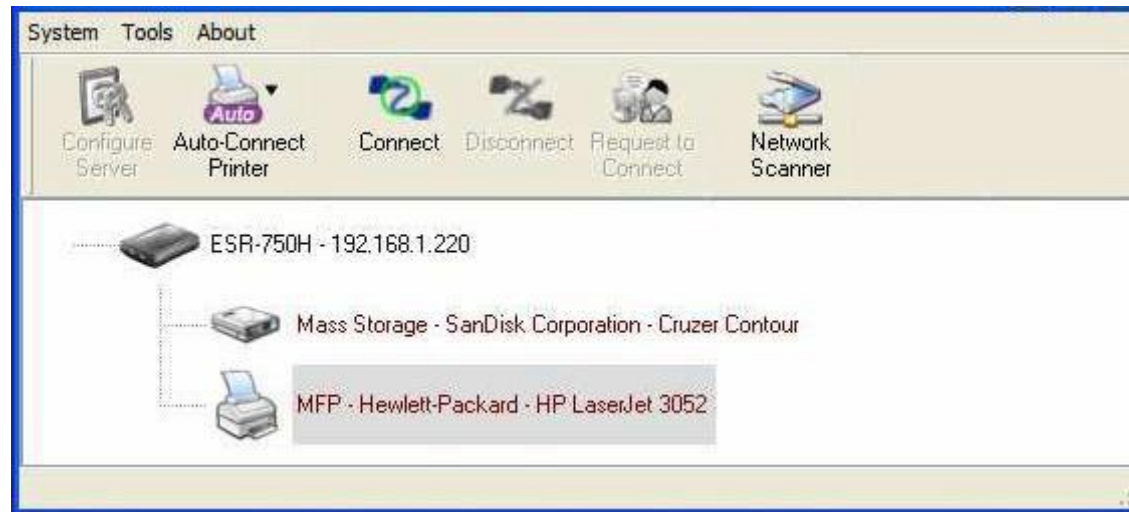 System Tools About
Auto
Configure Server
Auto-Connect Printer
Connect
Disconnect
Request to Connect
Network Scanner
ESR-750H - 192.168.1.220
Mass Storage - SanDisk Corporation - Cruzer Contour
MFP - Hewlett-Packard - HP LaserJet 3052